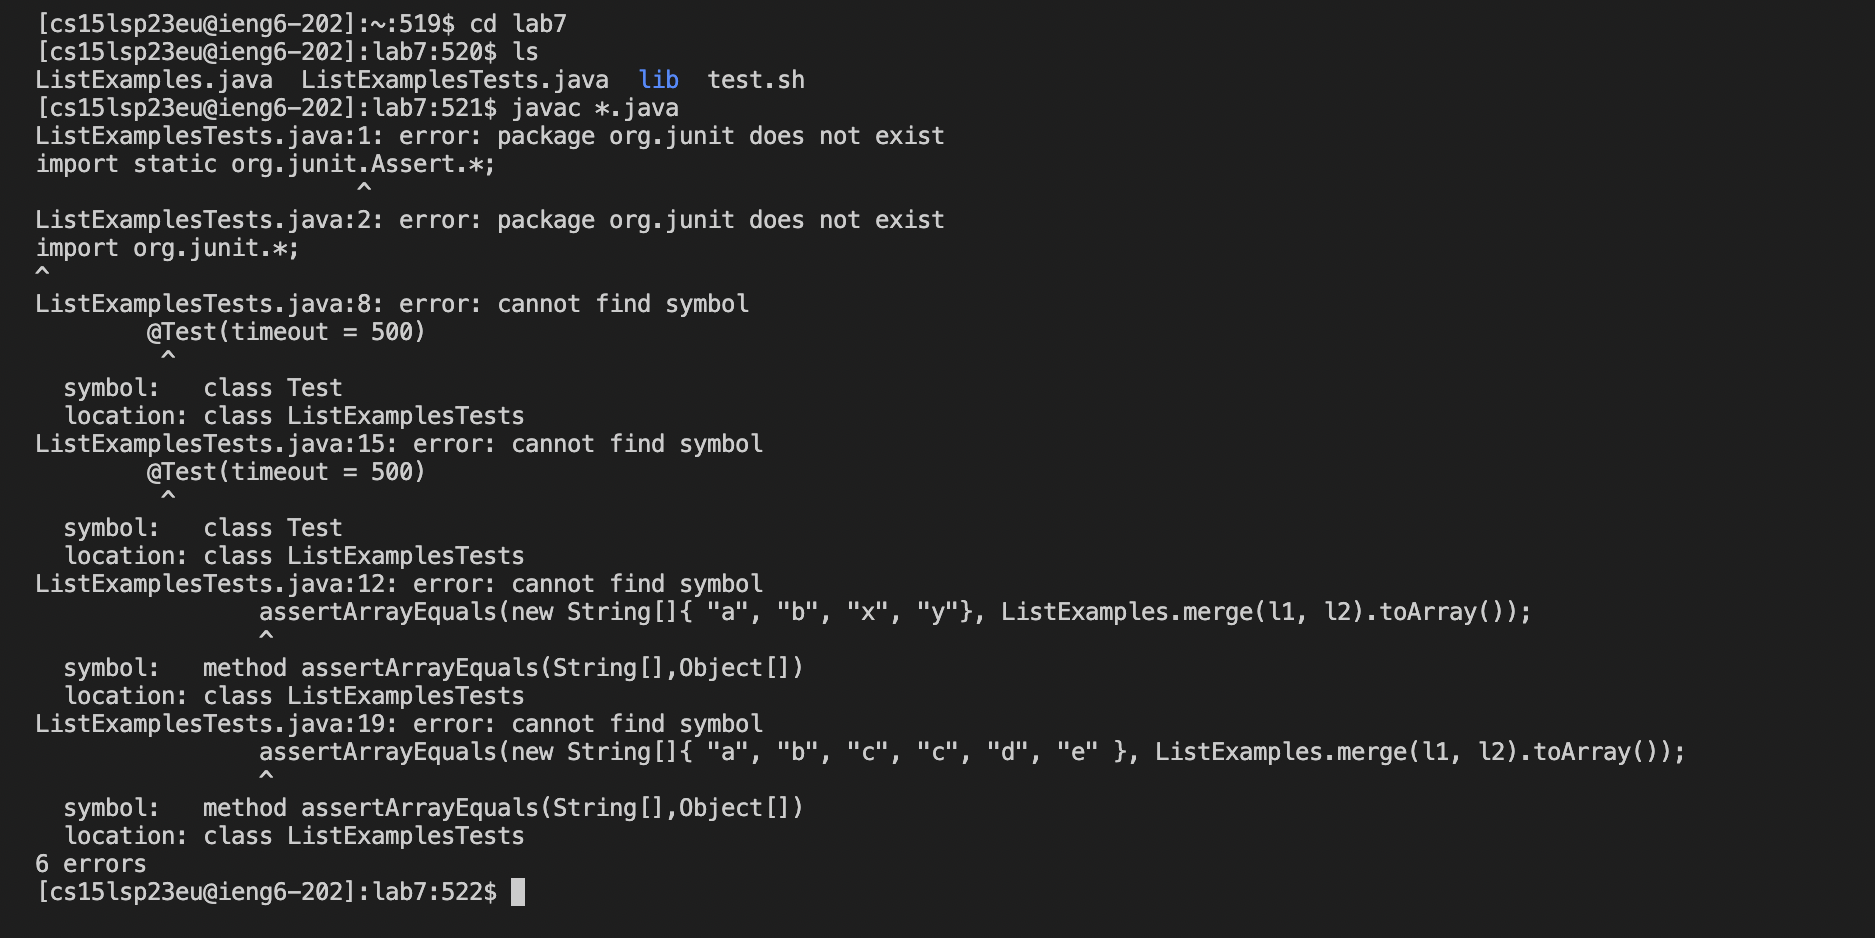 [cs15lsp23eu@ieng6-202]:~:519$ cd lab7
[cs15lsp23eu@ieng6-202]:lab7:520$ ls
ListExamples.java  ListExamplesTests.java  lib  test.sh
[cs15lsp23eu@ieng6-202]:lab7:521$ javac *.java
ListExamplesTests.java:1: error: package org.junit does not exist
import static org.junit.Assert.*;
                       ^
ListExamplesTests.java:2: error: package org.junit does not exist
import org.junit.*;
^
ListExamplesTests.java:8: error: cannot find symbol
        @Test(timeout = 500)
         ^
  symbol:   class Test
  location: class ListExamplesTests
ListExamplesTests.java:15: error: cannot find symbol
        @Test(timeout = 500)
         ^
  symbol:   class Test
  location: class ListExamplesTests
ListExamplesTests.java:12: error: cannot find symbol
                assertArrayEquals(new String[]{ "a", "b", "x", "y"}, ListExamples.merge(l1, l2).toArray());
                ^
  symbol:   method assertArrayEquals(String[],Object[])
  location: class ListExamplesTests
ListExamplesTests.java:19: error: cannot find symbol
                assertArrayEquals(new String[]{ "a", "b", "c", "c", "d", "e" }, ListExamples.merge(l1, l2).toArray());
                ^
  symbol:   method assertArrayEquals(String[],Object[])
  location: class ListExamplesTests
6 errors
[cs15lsp23eu@ieng6-202]:lab7:522$